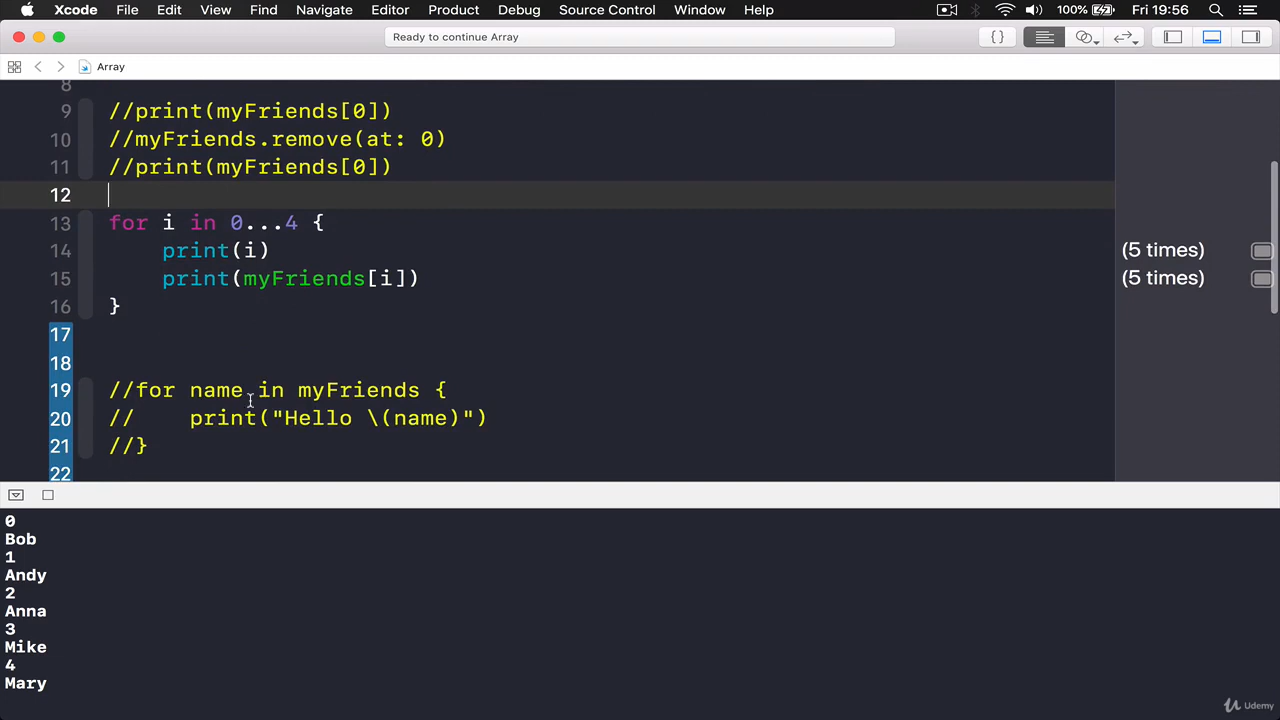 Xcode File Edit View Find Navigate Editor Product Debug Source Control Window Help 100% Fri 19:56
Ready to continue Array
{}
Array
8
9 //print(myFriends[0])
10 //myFriends.remove(at: 0)
11 //print(myFriends[0])
12
13 for i in 0...4 {
14 print(i) (5 times)
15 print(myFriends[i]) (5 times)
16 }
17
18
19 //for name in myFriends {
20 // print("Hello \(name)")
21 //}
22
0
Bob
1
Andy
2
Anna
3
Mike
4
Mary
Udemy